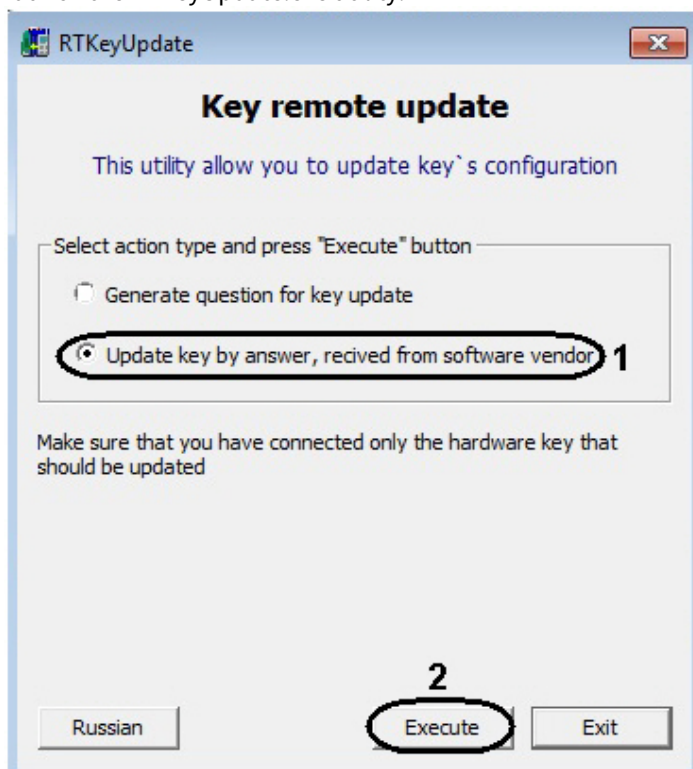 RTKeyUpdate
Key remote update
This utility allow you to update key`s configuration
Select action type and press "Execute" button
Generate question for key update
Update key by answer, recived from software vendor
1
Make sure that you have connected only the hardware key that
should be updated
2
Russian
Execute
Exit